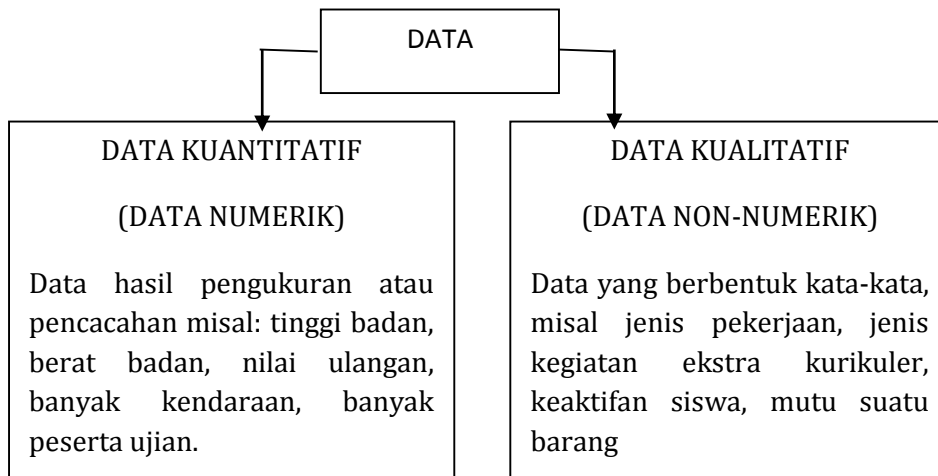 DATA
DATA KUANTITATIF
(DATA NUMERIK)
Data hasil pengukuran atau
pencacahan misal: tinggi badan,
berat badan, nilai ulangan,
banyak kendaraan, banyak
peserta ujian.
DATA KUALITATIF
(DATA NON-NUMERIK)
Data yang berbentuk kata-kata,
misal jenis pekerjaan, jenis
kegiatan ekstra kurikuler,
keaktifan siswa, mutu suatu
barang